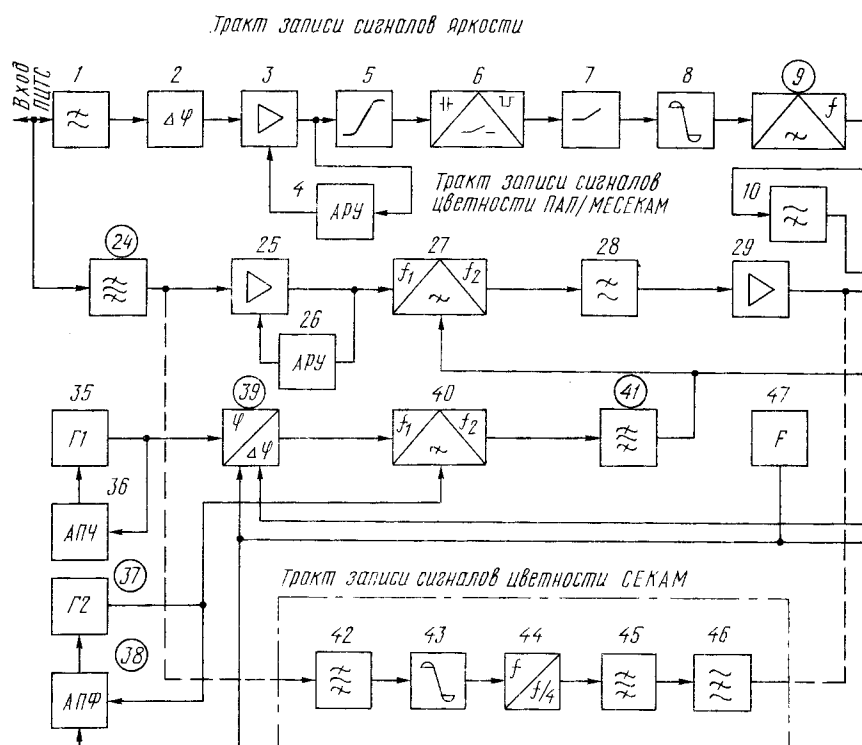 Тракт записи сигналов яркости
Вход
ПЦТС
1 2 3 5 6 7 8 9
Δφ f
4 АРУ
Тракт записи сигналов
цветности ПАЛ/МЕСЕКАМ
10
24 25 27 28 29
f₁ f₂
26
АРУ
35 39 40 41 47
Г1 φ Δφ f₁ f₂ F
36
АПЧ
37
Г2
Тракт записи сигналов цветности СЕКАМ
38
АПФ
42 43 44 45 46
f f/4